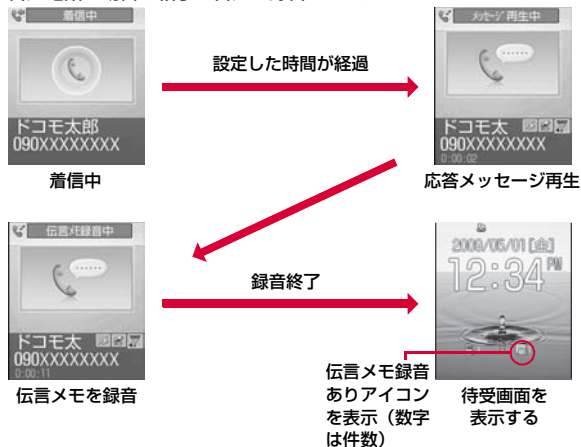 着信中
ドコモ太郎
090XXXXXXXX
着信中
設定した時間が経過
メッセージ再生中
ドコモ太
090XXXXXXXX
0:00:02
応答メッセージ再生
伝言メモ録音中
ドコモ太
090XXXXXXXX
0:00:11
伝言メモを録音
録音終了
2009/05/01[金]
12:34PM
伝言メモ録音
ありアイコン
を表示（数字
は件数）
待受画面を
表示する